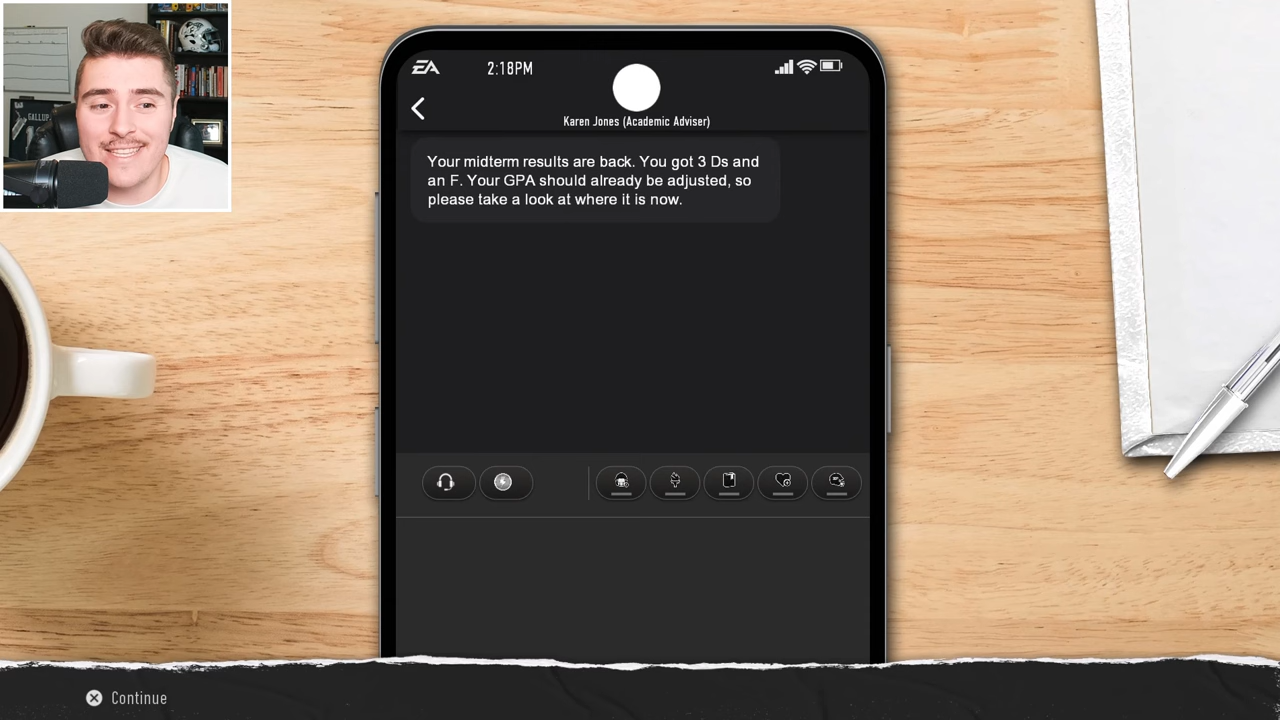 EA
2:18PM
Karen Jones (Academic Adviser)
Your midterm results are back. You got 3 Ds and
an F. Your GPA should already be adjusted, so
please take a look at where it is now.
GALLUP
Continue